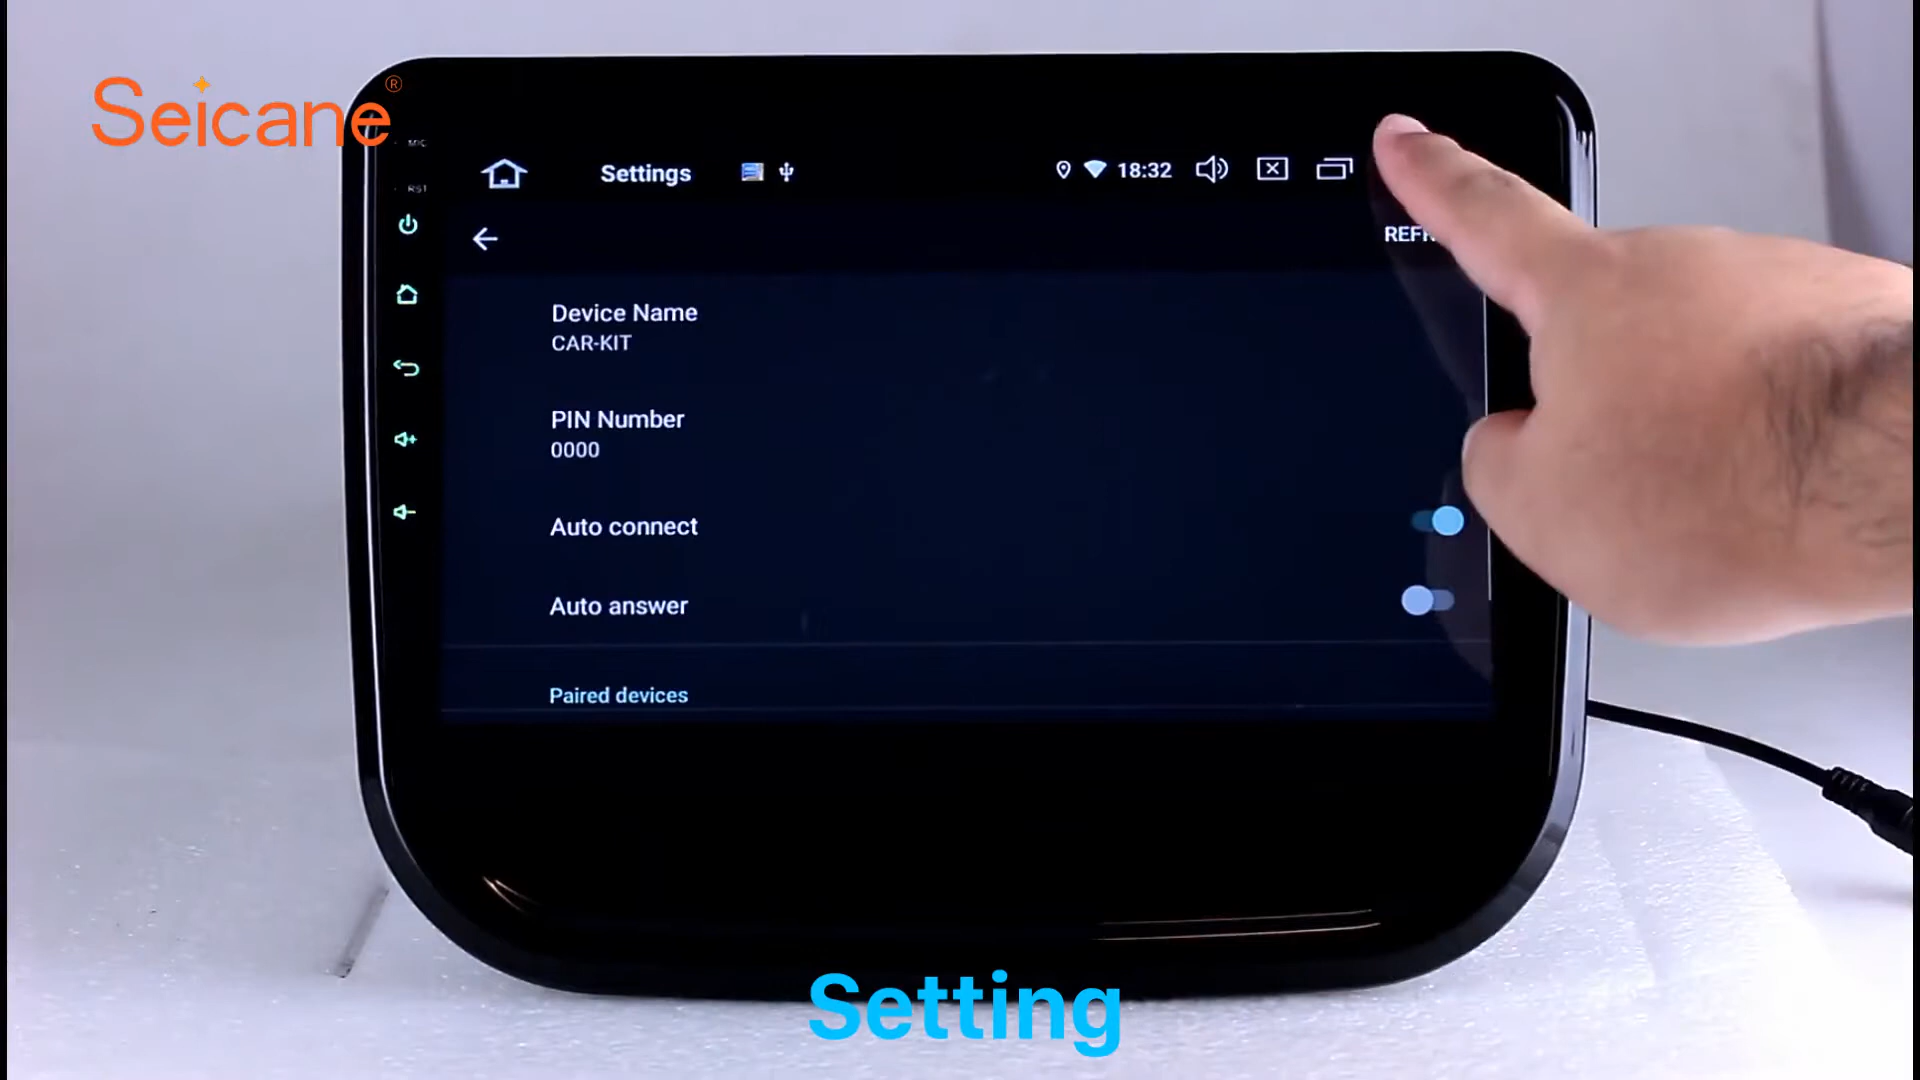 Seicane®
MIC
RST
Settings
18:32
Device Name
CAR-KIT
PIN Number
0000
Auto connect
Auto answer
Paired devices
Setting